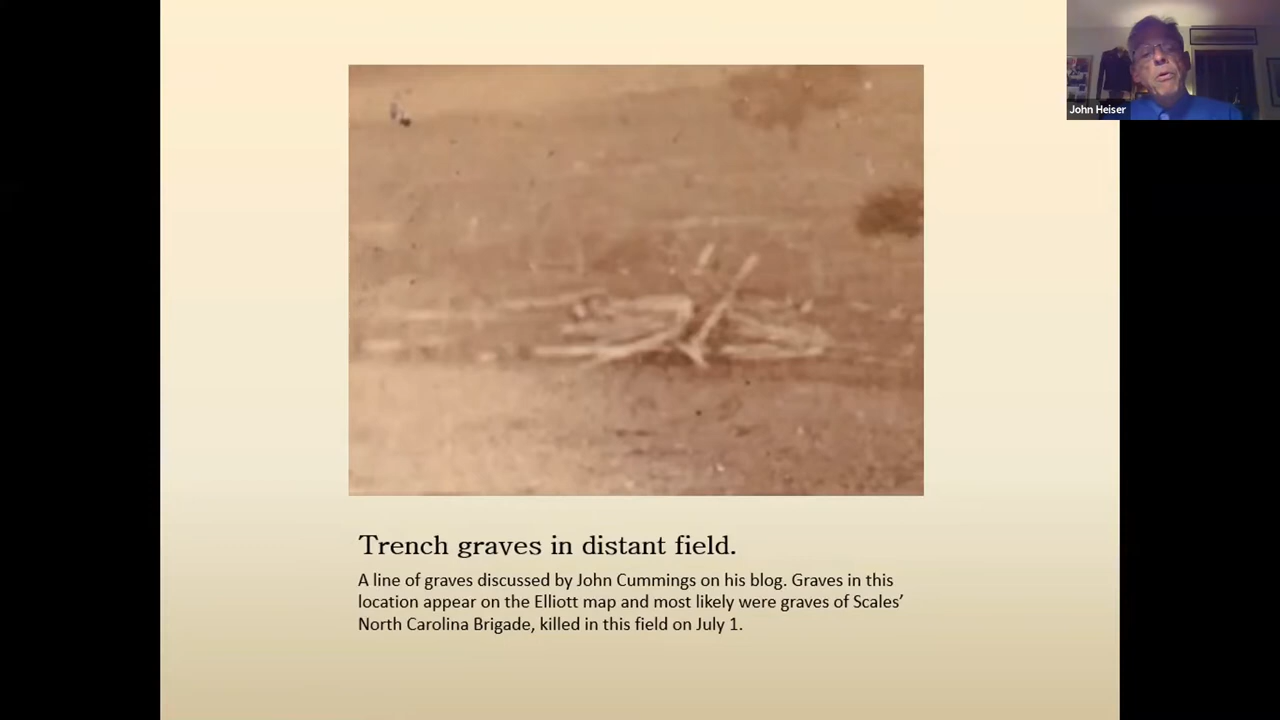 John Heiser
Trench graves in distant field.
A line of graves discussed by John Cummings on his blog. Graves in this
location appear on the Elliott map and most likely were graves of Scales’
North Carolina Brigade, killed in this field on July 1.